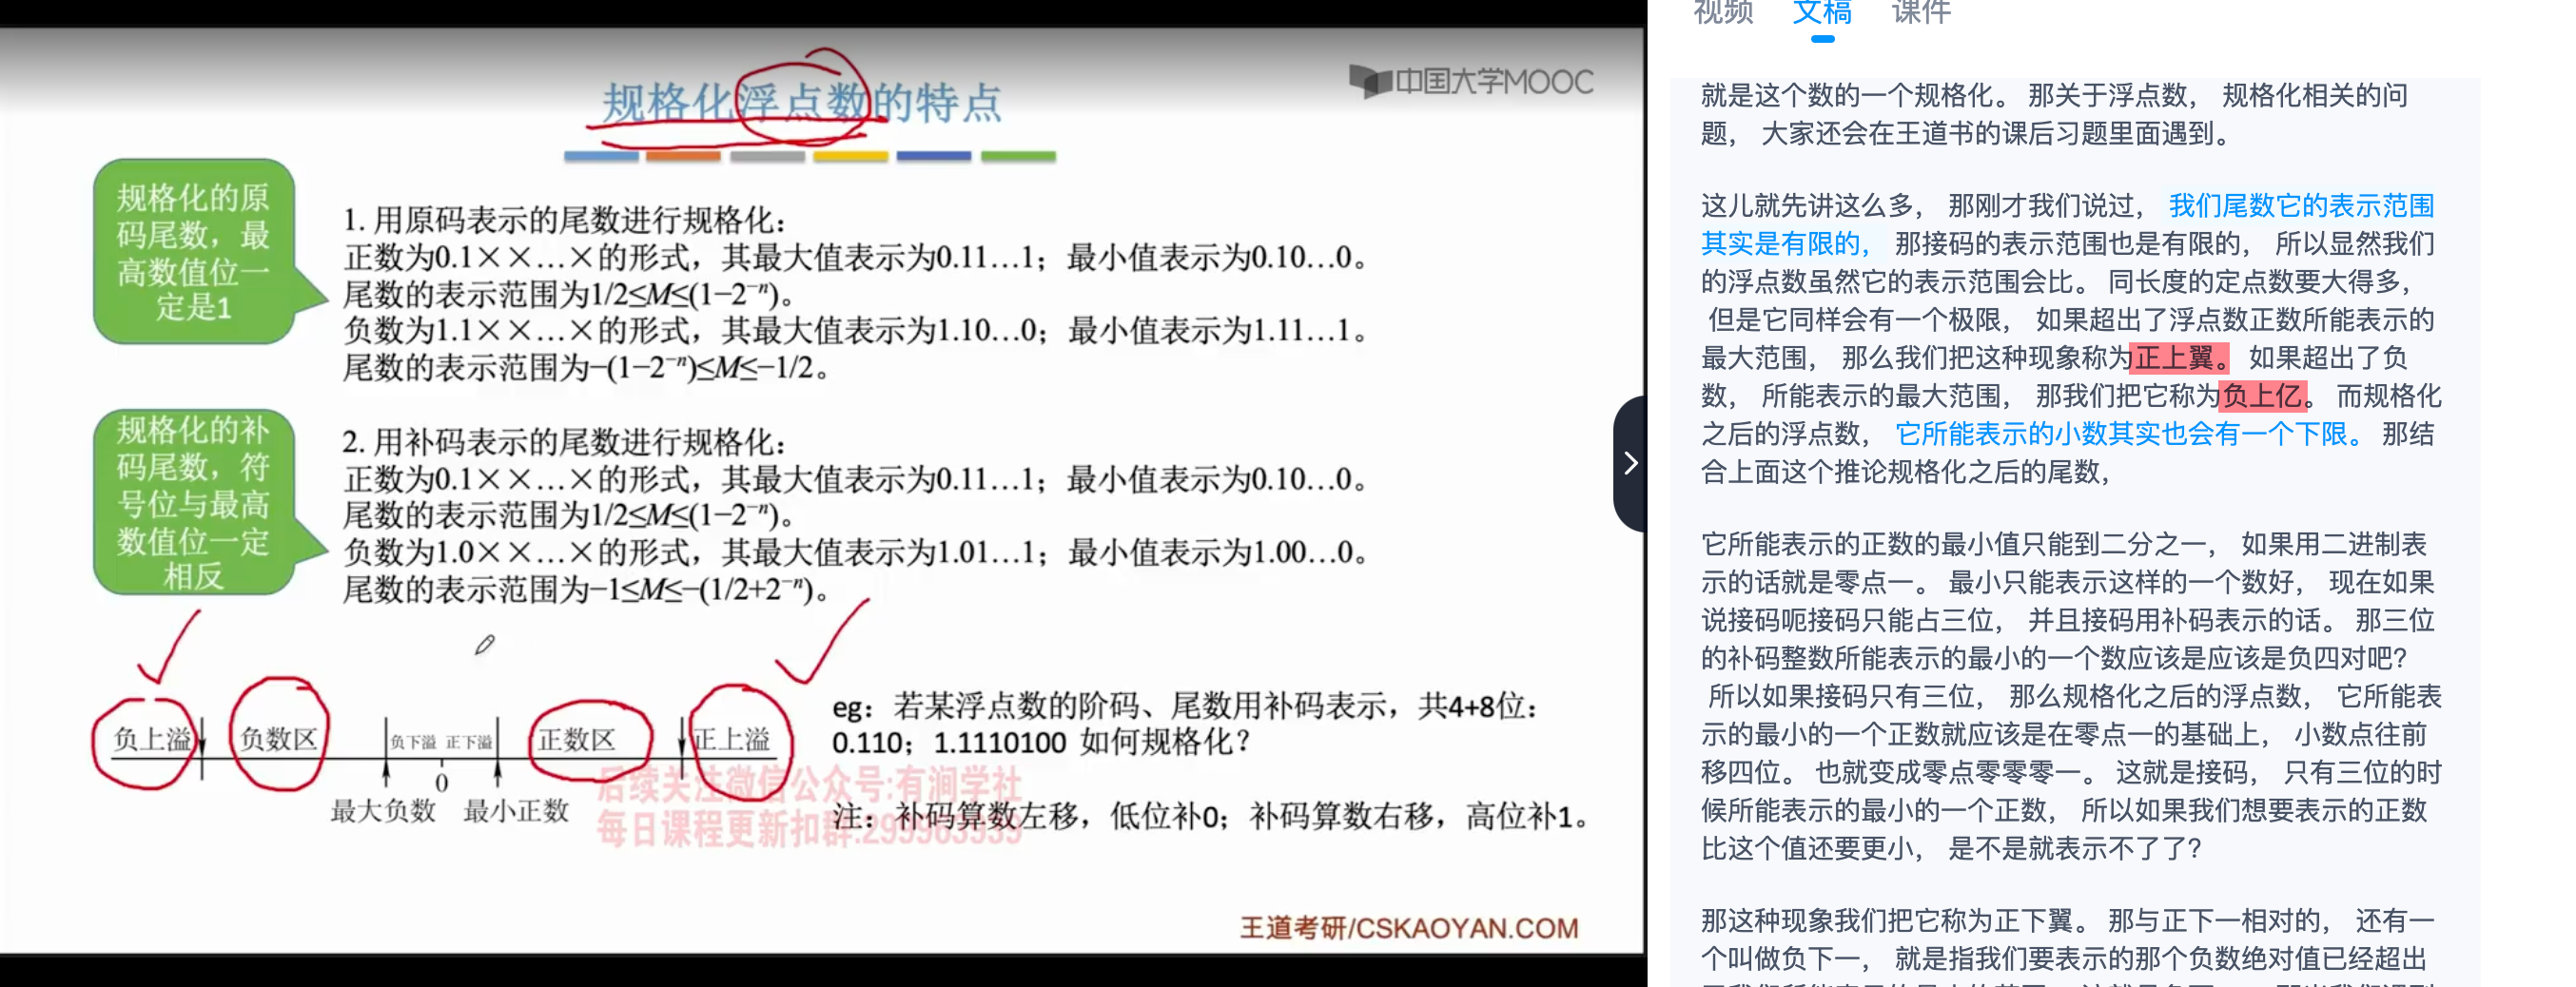 规格化浮点数的特点
中国大学MOOC
规格化的原
码尾数，最
高数值位一
定是1
1. 用原码表示的尾数进行规格化：
正数为0.1××…×的形式，其最大值表示为0.11…1；最小值表示为0.10…0。
尾数的表示范围为1/2≤M≤(1−2⁻ⁿ)。
负数为1.1××…×的形式，其最大值表示为1.10…0；最小值表示为1.11…1。
尾数的表示范围为−(1−2⁻ⁿ)≤M≤−1/2。
规格化的补
码尾数，符
号位与最高
数值位一定
相反
2. 用补码表示的尾数进行规格化：
正数为0.1××…×的形式，其最大值表示为0.11…1；最小值表示为0.10…0。
尾数的表示范围为1/2≤M≤(1−2⁻ⁿ)。
负数为1.0××…×的形式，其最大值表示为1.01…1；最小值表示为1.00…0。
尾数的表示范围为−1≤M≤−(1/2+2⁻ⁿ)。
负上溢 负数区 负下溢 正下溢 正数区 正上溢
0
最大负数 最小正数
eg：若某浮点数的阶码、尾数用补码表示，共4+8位：
0.110；1.1110100 如何规格化？
注：补码算数左移，低位补0；补码算数右移，高位补1。
后续关注微信公众号:有涧学社
每日课程更新扣群:299963939
王道考研/CSKAOYAN.COM
视频 文稿 课件
就是这个数的一个规格化。 那关于浮点数， 规格化相关的问
题， 大家还会在王道书的课后习题里面遇到。
这儿就先讲这么多， 那刚才我们说过， 我们尾数它的表示范围
其实是有限的， 那接码的表示范围也是有限的， 所以显然我们
的浮点数虽然它的表示范围会比。 同长度的定点数要大得多，
但是它同样会有一个极限， 如果超出了浮点数正数所能表示的
最大范围， 那么我们把这种现象称为正上翼。 如果超出了负
数， 所能表示的最大范围， 那我们把它称为负上亿。 而规格化
之后的浮点数， 它所能表示的小数其实也会有一个下限。 那结
合上面这个推论规格化之后的尾数，
它所能表示的正数的最小值只能到二分之一， 如果用二进制表
示的话就是零点一。 最小只能表示这样的一个数好， 现在如果
说接码呃接码只能占三位， 并且接码用补码表示的话。 那三位
的补码整数所能表示的最小的一个数应该是应该是负四对吧?
所以如果接码只有三位， 那么规格化之后的浮点数， 它所能表
示的最小的一个正数就应该是在零点一的基础上， 小数点往前
移四位。 也就变成零点零零零一。 这就是接码， 只有三位的时
候所能表示的最小的一个正数， 所以如果我们想要表示的正数
比这个值还要更小， 是不是就表示不了了?
那这种现象我们把它称为正下翼。 那与正下一相对的， 还有一
个叫做负下一， 就是指我们要表示的那个负数绝对值已经超出